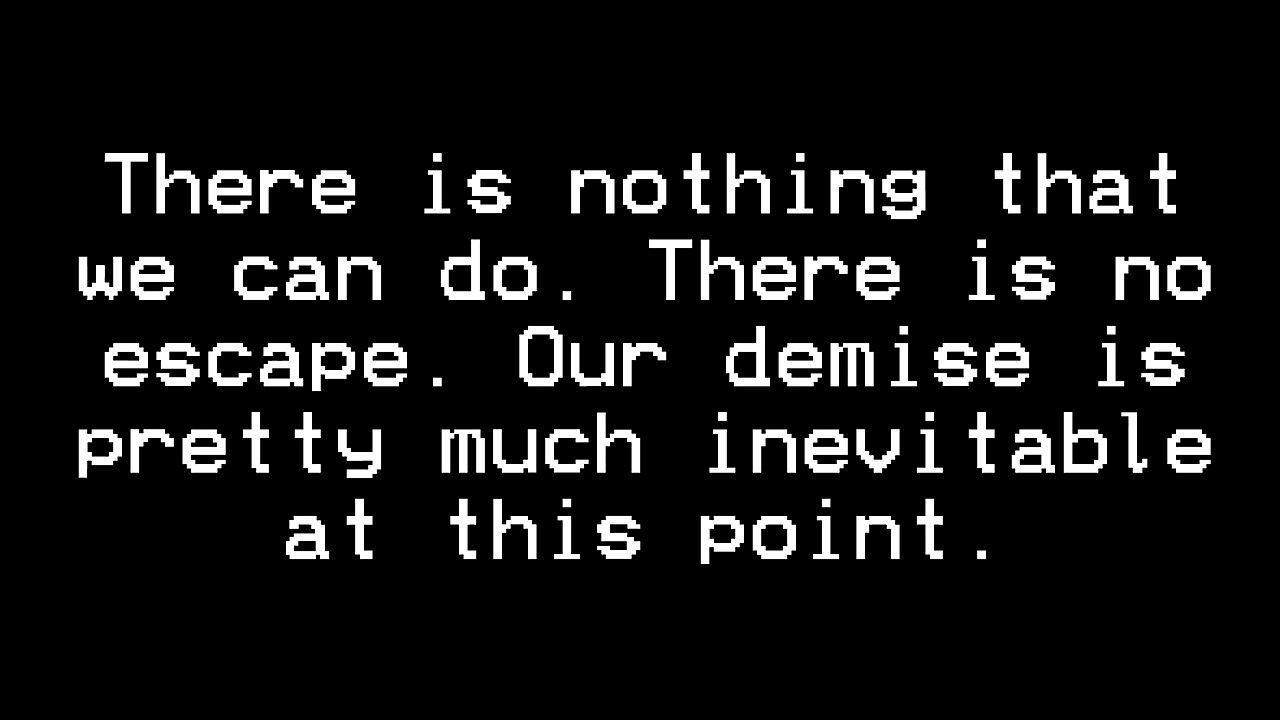 There is nothing that
we can do. There is no
escape. Our demise is
pretty much inevitable
at this point.